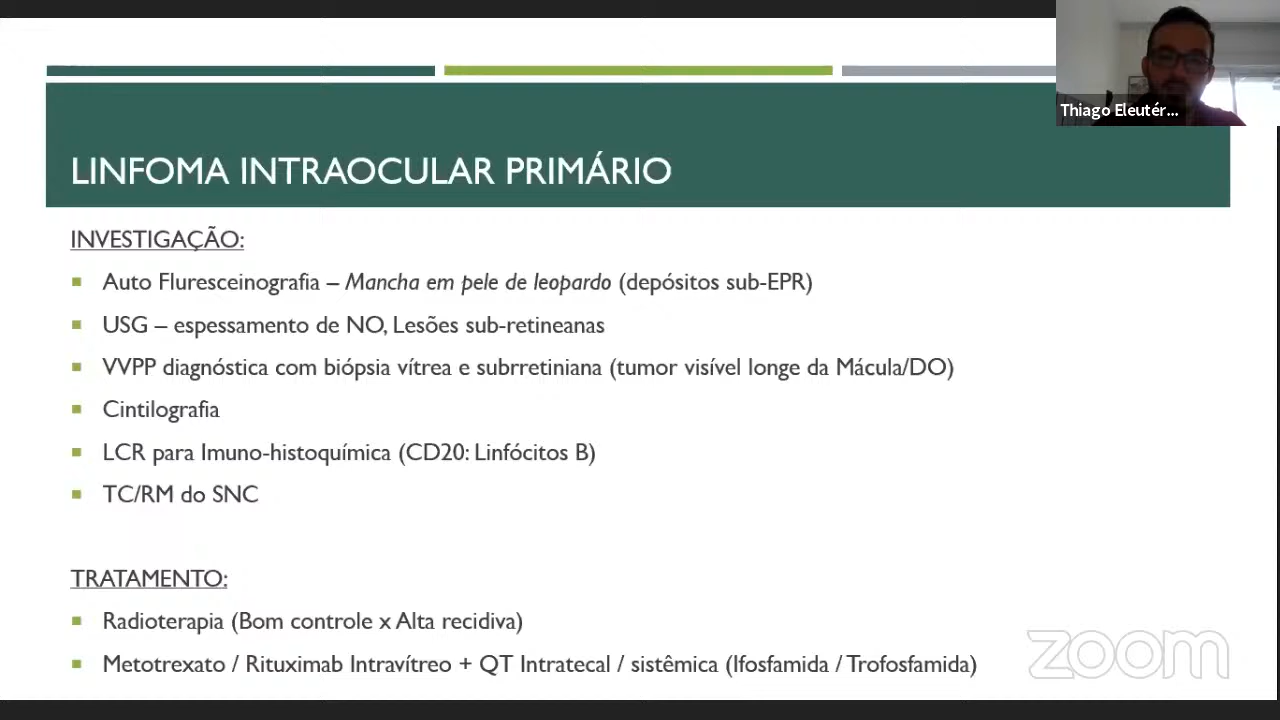 Thiago Eleutér...
LINFOMA INTRAOCULAR PRIMÁRIO
INVESTIGAÇÃO:
Auto Fluresceinografia – Mancha em pele de leopardo (depósitos sub-EPR)
USG – espessamento de NO, Lesões sub-retineanas
VVPP diagnóstica com biópsia vítrea e subrretiniana (tumor visível longe da Mácula/DO)
Cintilografia
LCR para Imuno-histoquímica (CD20: Linfócitos B)
TC/RM do SNC
TRATAMENTO:
Radioterapia (Bom controle x Alta recidiva)
Metotrexato / Rituximab Intravítreo + QT Intratecal / sistêmica (Ifosfamida / Trofosfamida)
zoom